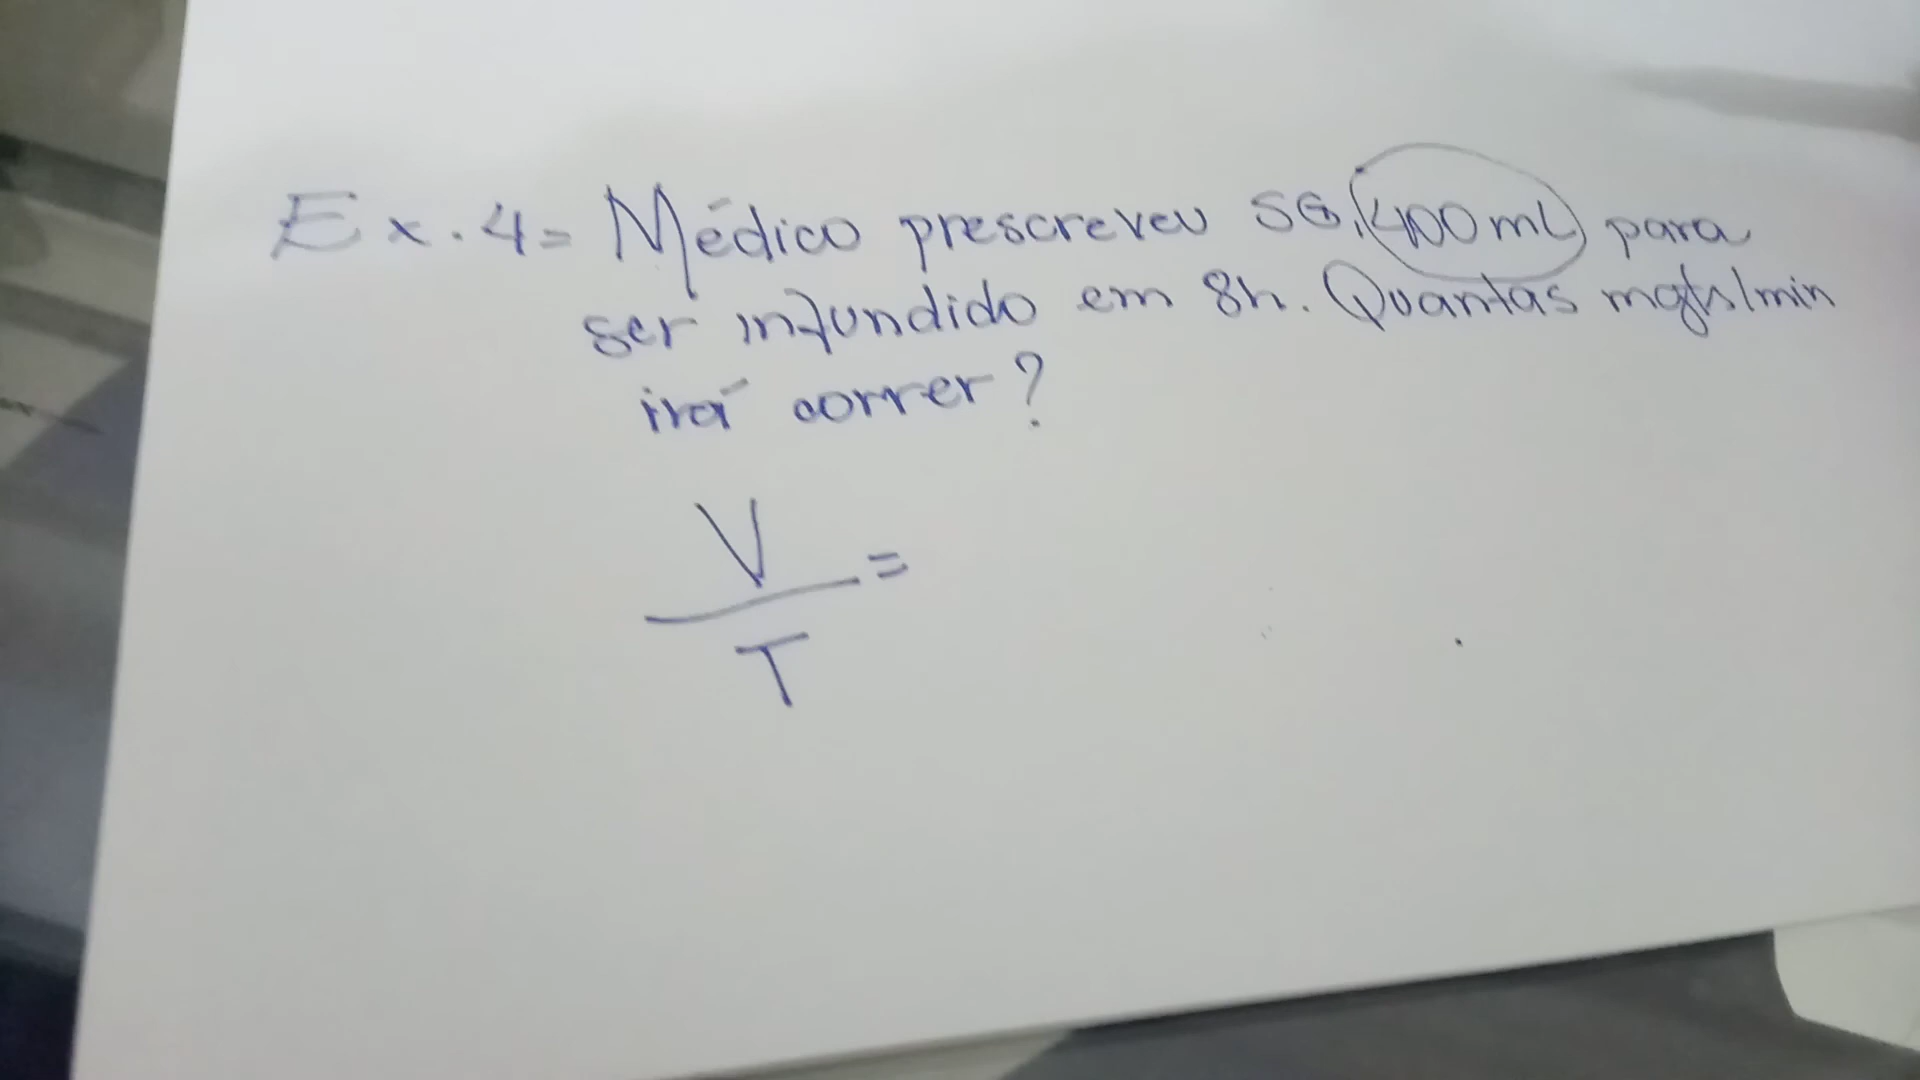 Ex. 4 = Médico prescreveu SG, 400 mL para
ser infundido em 8h. Quantas mgts/min
irá correr?
V
=
T